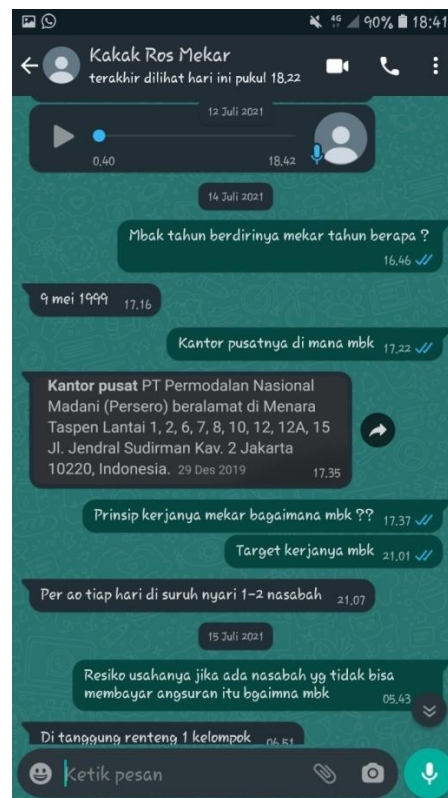 4G 90% 18:41
Kakak Ros Mekar
terakhir dilihat hari ini pukul 18.22
12 Juli 2021
0.40 18.42
14 Juli 2021
Mbak tahun berdirinya mekar tahun berapa ?
16.46
9 mei 1999 17.16
Kantor pusatnya di mana mbk 17.22
Kantor pusat PT Permodalan Nasional
Madani (Persero) beralamat di Menara
Taspen Lantai 1, 2, 6, 7, 8, 10, 12, 12A, 15
Jl. Jendral Sudirman Kav. 2 Jakarta
10220, Indonesia. 29 Des 2019
17.35
Prinsip kerjanya mekar bagaimana mbk ?? 17.37
Target kerjanya mbk 21.01
Per ao tiap hari di suruh nyari 1-2 nasabah 21.07
15 Juli 2021
Resiko usahanya jika ada nasabah yg tidak bisa
membayar angsuran itu bgaimna mbk 05.43
Di tanggung renteng 1 kelompok 06.51
Ketik pesan